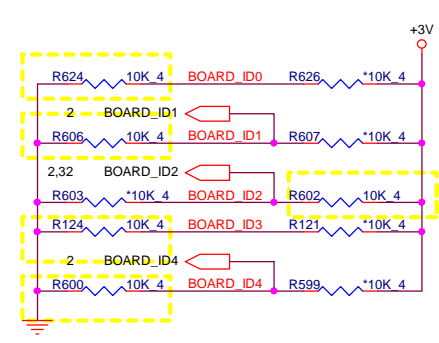 +3V
R624 10K_4 BOARD_ID0 R626 *10K_4
2 BOARD_ID1
R606 10K_4 BOARD_ID1 R607 *10K_4
2,32 BOARD_ID2
R603 *10K_4 BOARD_ID2 R602 10K_4
R124 10K_4 BOARD_ID3 R121 *10K_4
2 BOARD_ID4
R600 10K_4 BOARD_ID4 R599 *10K_4